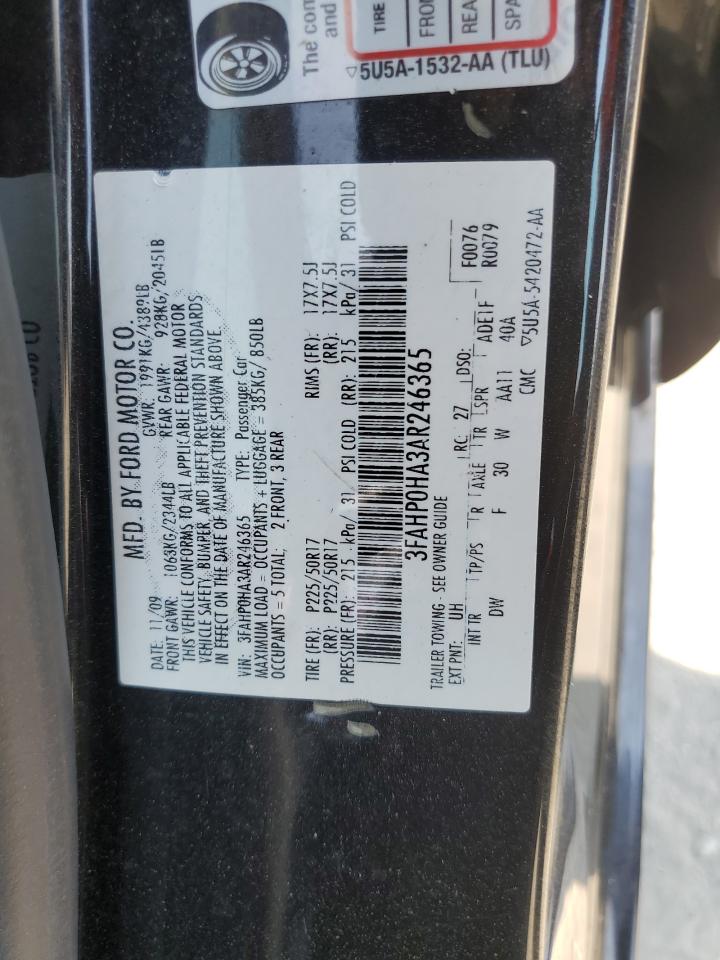 The con
and
TIRE
FRON
REA
SPA
▽5U5A-1532-AA (TLU)
MFD. BY FORD MOTOR CO.
DATE: 11/09 GVWR: 1991KG/4389LB
FRONT GAWR: 1063KG/2344LB REAR GAWR: 928KG/2045LB
THIS VEHICLE CONFORMS TO ALL APPLICABLE FEDERAL MOTOR
VEHICLE SAFETY, BUMPER, AND THEFT PREVENTION STANDARDS
IN EFFECT ON THE DATE OF MANUFACTURE SHOWN ABOVE.
VIN: 3FAHP0HA3AR246365 TYPE: Passenger Car
MAXIMUM LOAD = OCCUPANTS + LUGGAGE = 385KG/ 850LB
OCCUPANTS = 5 TOTAL; 2 FRONT, 3 REAR
TIRE (FR): P225/50R17 RIMS (FR): 17X7.5J
(RR): P225/50R17 (RR): 17X7.5J
PRESSURE (FR): 215 kPa/ 31 PSI COLD (RR): 215 kPa/ 31 PSI COLD
3FAHP0HA3AR246365
TRAILER TOWING - SEE OWNER GUIDE
EXT PNT: UH RC: 27 DSO: F0076
R0079
INT TR TP/PS R AXLE TR SPR ADE1F
DW F 30 W AA11 40A
CMC ▽5U5A-5420472-AA